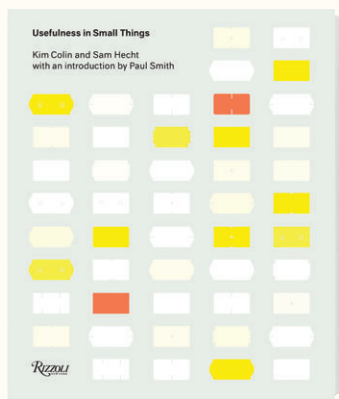 Usefulness in Small Things
Kim Colin and Sam Hecht
with an introduction by Paul Smith
RIZZOLI